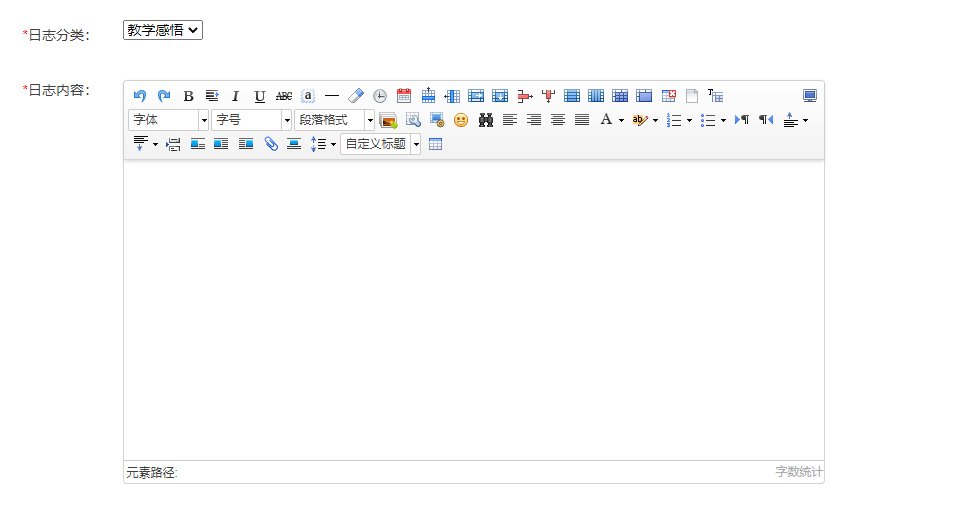 *日志分类： 教学感悟
*日志内容：
B I U ABC a
字体 字号 段落格式 A ab
自定义标题
元素路径: 字数统计